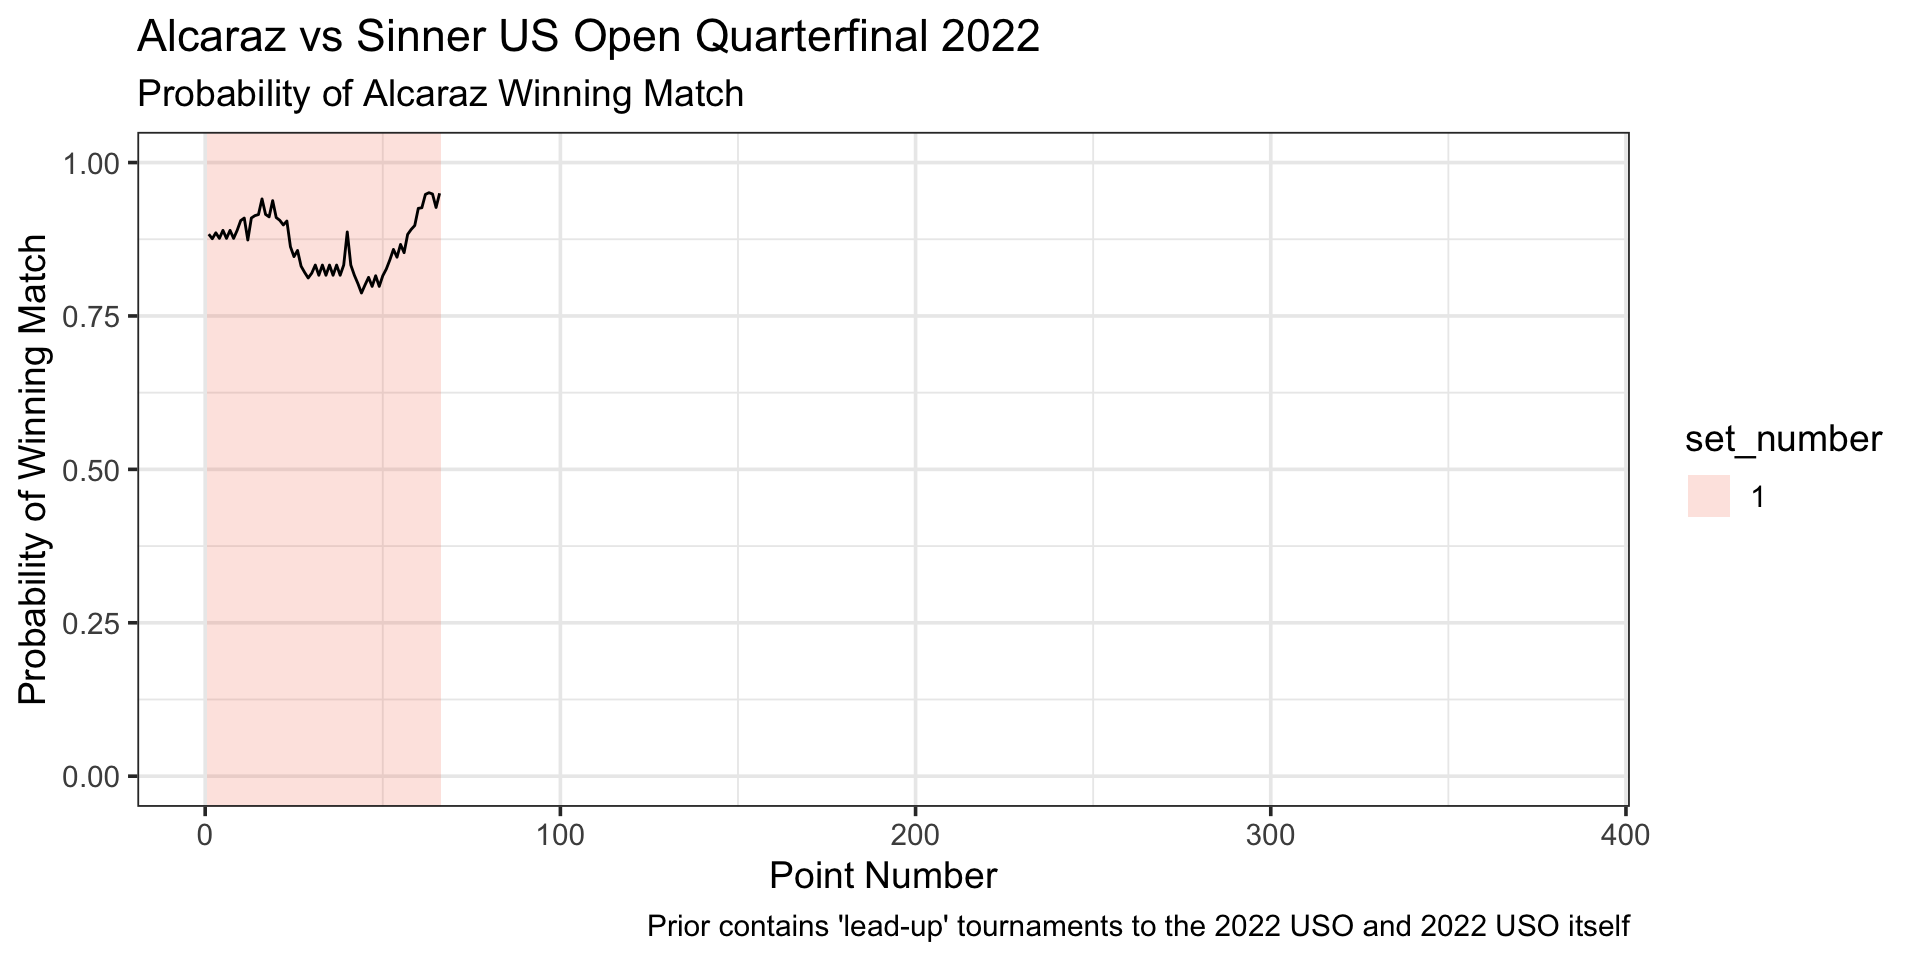 Alcaraz vs Sinner US Open Quarterfinal 2022
Probability of Alcaraz Winning Match
Probability of Winning Match
1.00
0.75
0.50
0.25
0.00
0 100 200 300 400
Point Number
set_number
1
Prior contains 'lead-up' tournaments to the 2022 USO and 2022 USO itself